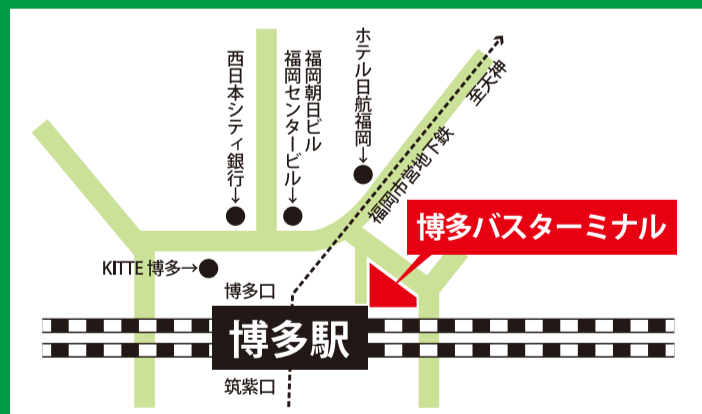 西日本シティ銀行→
福岡朝日ビル
福岡センタービル→
ホテル日航福岡→
至天神
福岡市営地下鉄
博多バスターミナル
KITTE 博多→
博多口
博多駅
筑紫口